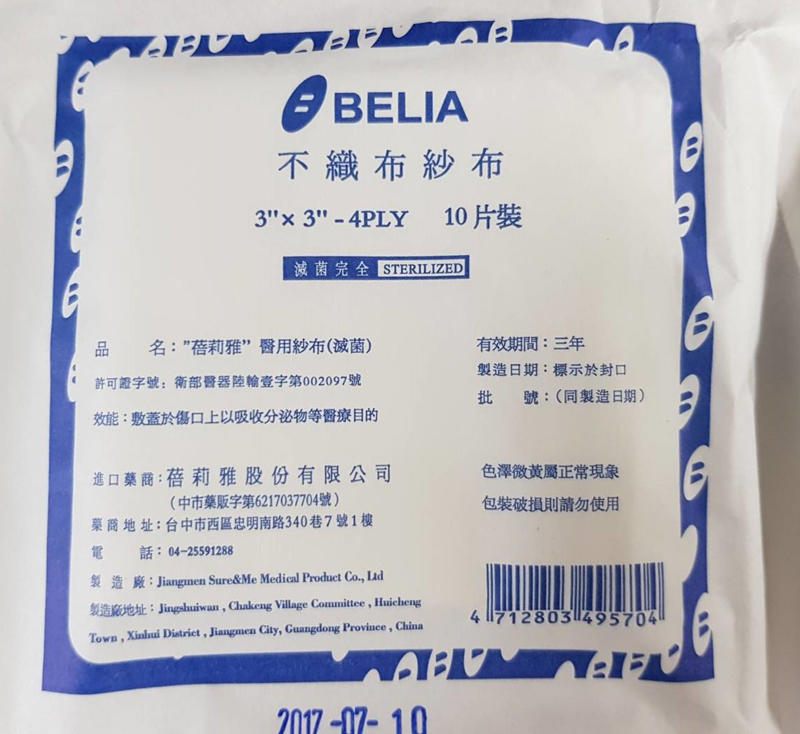 BELIA
不織布紗布
3"× 3" - 4PLY 10片裝
滅菌完全 STERILIZED
品 名：”蓓莉雅” 醫用紗布(滅菌)
許可證字號：衛部醫器陸輸壹字第002097號
效能：敷蓋於傷口上以吸收分泌物等醫療目的
有效期間：三年
製造日期：標示於封口
批 號：（同製造日期）
進口藥商：蓓莉雅股份有限公司
（中市藥販字第6217037704號）
藥商地址：台中市西區忠明南路340巷7號1樓
電 話：04-25591288
製 造 廠：Jiangmen Sure&Me Medical Product Co., Ltd
製造廠地址：Jingshuiwan , Chakeng Village Committee , Huicheng
Town , Xinhui District , Jiangmen City, Guangdong Province , China
色澤微黃屬正常現象
包裝破損則請勿使用
4 712803 495704
2017-07-10